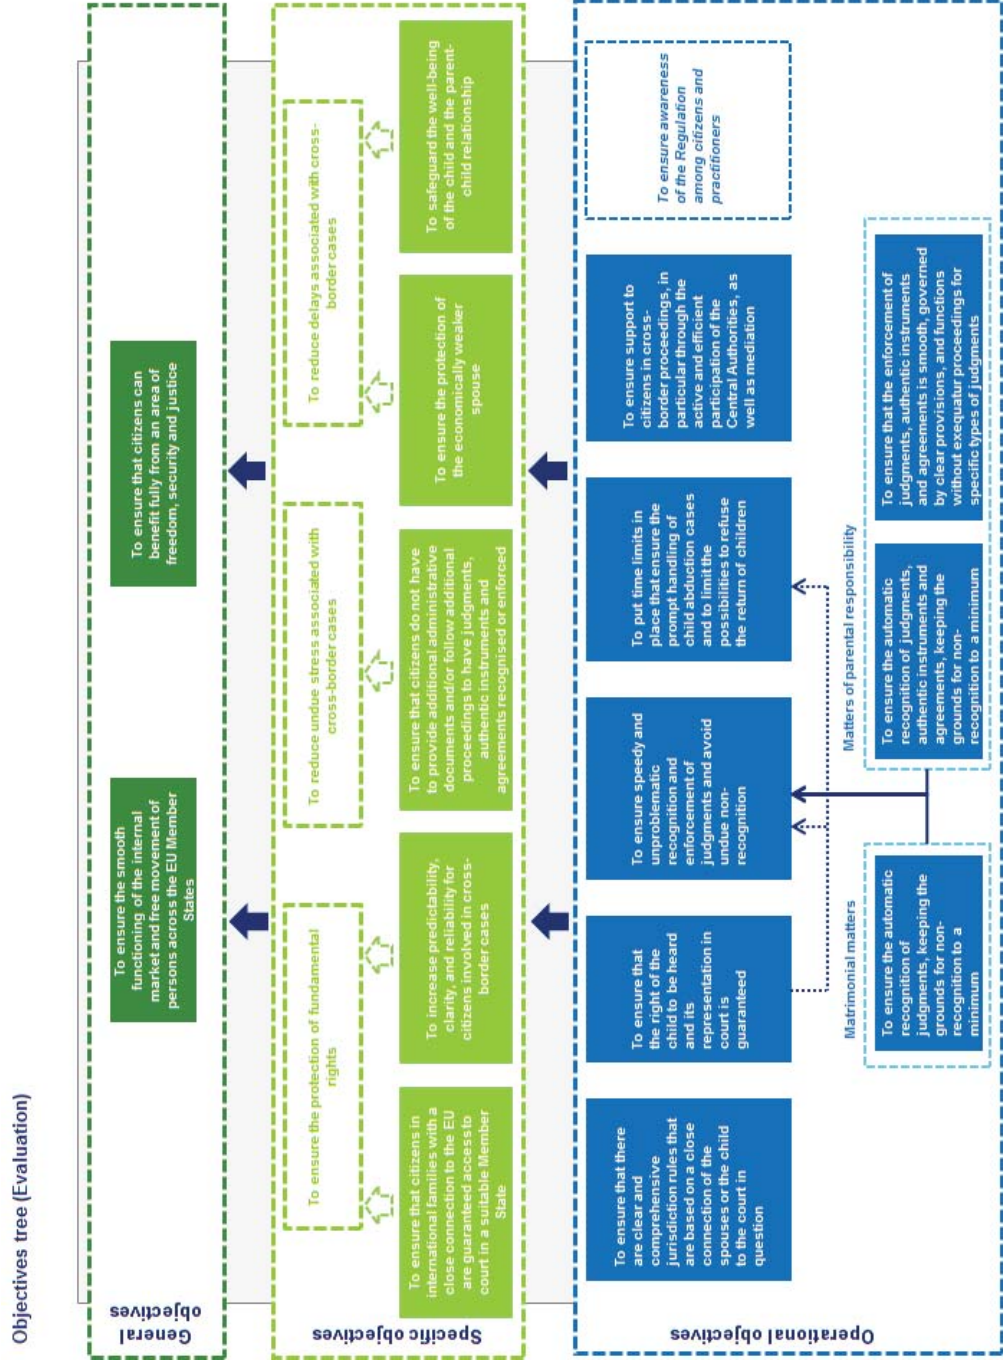 Objectives tree (Evaluation)
General
objectives
To ensure the smooth
functioning of the internal
market and free movement of
persons across the EU Member
States
To ensure that citizens can
benefit fully from an area of
freedom, security and justice
Specific objectives
To ensure the protection of fundamental
rights
To reduce undue stress associated with
cross-border cases
To reduce delays associated with cross-
border cases
To ensure that citizens in
international families with a
close connection to the EU
are guaranteed access to
court in a suitable Member
State
To increase predictability,
clarity, and reliability for
citizens involved in cross-
border cases
To ensure that citizens do not have
to provide additional administrative
documents and/or follow additional
proceedings to have judgments,
authentic instruments and
agreements recognised or enforced
To ensure the protection of
the economically weaker
spouse
To safeguard the well-being
of the child and the parent-
child relationship
Operational objectives
To ensure that there
are clear and
comprehensive
jurisdiction rules that
are based on a close
connection of the
spouses or the child
to the court in
question
To ensure that
the right of the
child to be heard
and its
representation in
court is
guaranteed
To ensure speedy and
unproblematic
recognition and
enforcement of
judgments and avoid
undue non-
recognition
To put time limits in
place that ensure the
prompt handling of
child abduction cases
and to limit the
possibilities to refuse
the return of children
To ensure support to
citizens in cross-
border proceedings, in
particular through the
active and efficient
participation of the
Central Authorities, as
well as mediation
To ensure awareness
of the Regulation
among citizens and
practitioners
Matrimonial matters
To ensure the automatic
recognition of
judgments, keeping the
grounds for non-
recognition to a
minimum
Matters of parental responsibility
To ensure the automatic
recognition of judgments,
authentic instruments and
agreements, keeping the
grounds for non-
recognition to a minimum
To ensure that the enforcement of
judgments, authentic instruments
and agreements is smooth, governed
by clear provisions, and functions
without exequatur proceedings for
specific types of judgments